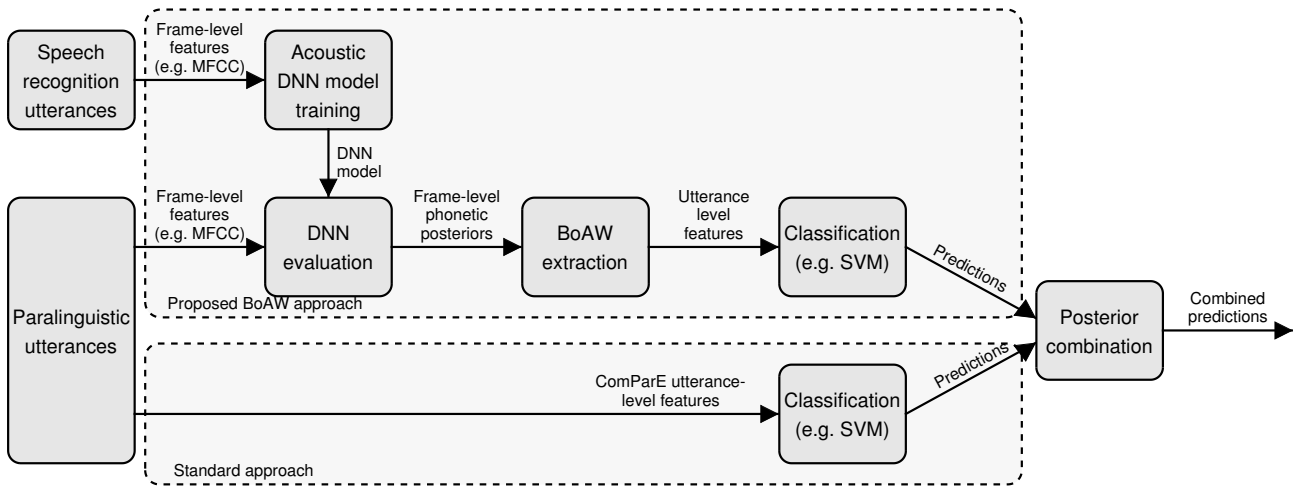 Speech
recognition
utterances
Frame-level
features
(e.g. MFCC)
Acoustic
DNN model
training
DNN
model
Paralinguistic
utterances
Frame-level
features
(e.g. MFCC)
DNN
evaluation
Frame-level
phonetic
posteriors
BoAW
extraction
Utterance
level
features
Classification
(e.g. SVM)
Predictions
Proposed BoAW approach
ComParE utterance-
level features
Classification
(e.g. SVM)
Predictions
Standard approach
Posterior
combination
Combined
predictions